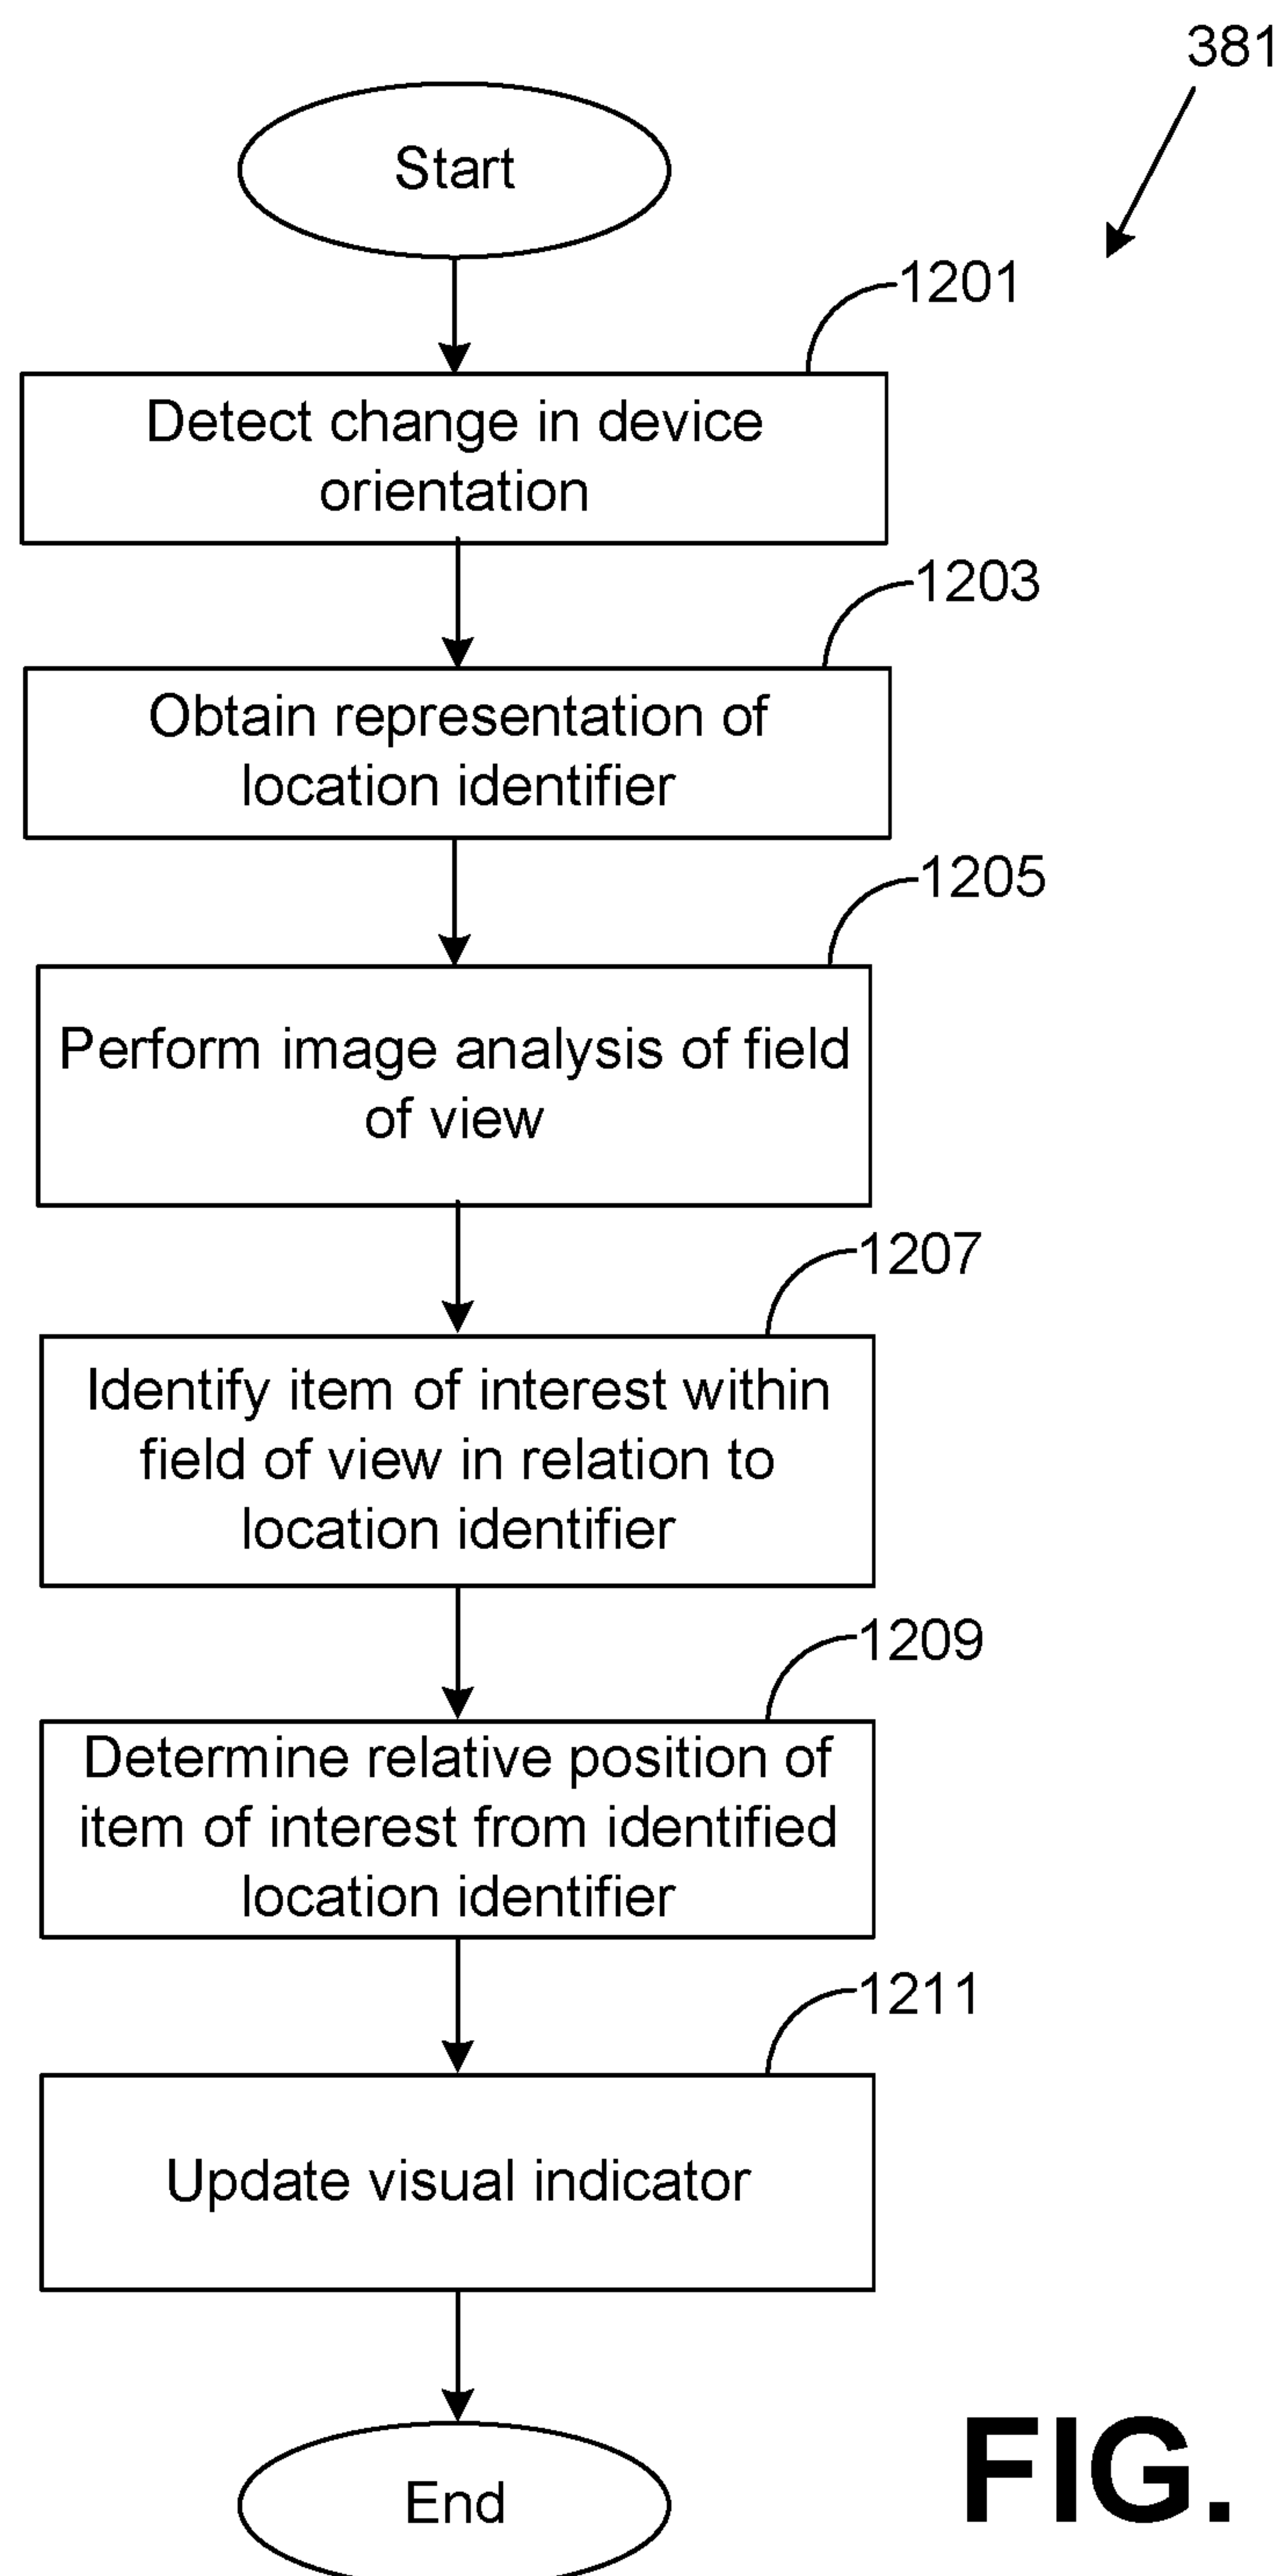 381
Start
1201
Detect change in device
orientation
1203
Obtain representation of
location identifier
1205
Perform image analysis of field
of view
1207
Identify item of interest within
field of view in relation to
location identifier
1209
Determine relative position of
item of interest from identified
location identifier
1211
Update visual indicator
End
FIG.